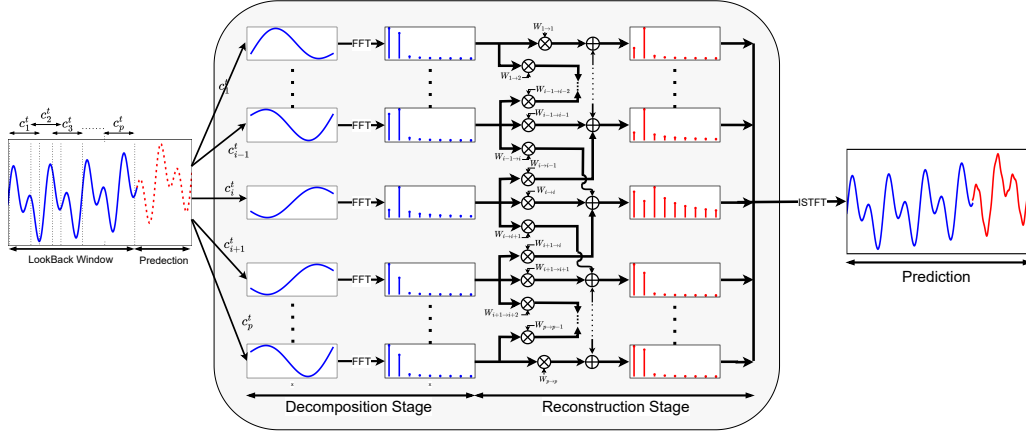 c_1^t
c_2^t
c_3^t
........
c_p^t
LookBack Window
Predection
c_1^t
c_{i-1}^t
c_i^t
c_{i+1}^t
c_p^t
FFT
FFT
FFT
FFT
FFT
x
x
W_{1→1}
W_{1→2}
W_{i−1→i−2}
W_{i−1→i−1}
W_{i−1→i}
W_{i→i−1}
W_{i→i}
W_{i→i+1}
W_{i+1→i}
W_{i+1→i+1}
W_{i+1→i+2}
W_{p→p−1}
W_{p→p}
Decomposition Stage
Reconstruction Stage
ISTFT
Prediction